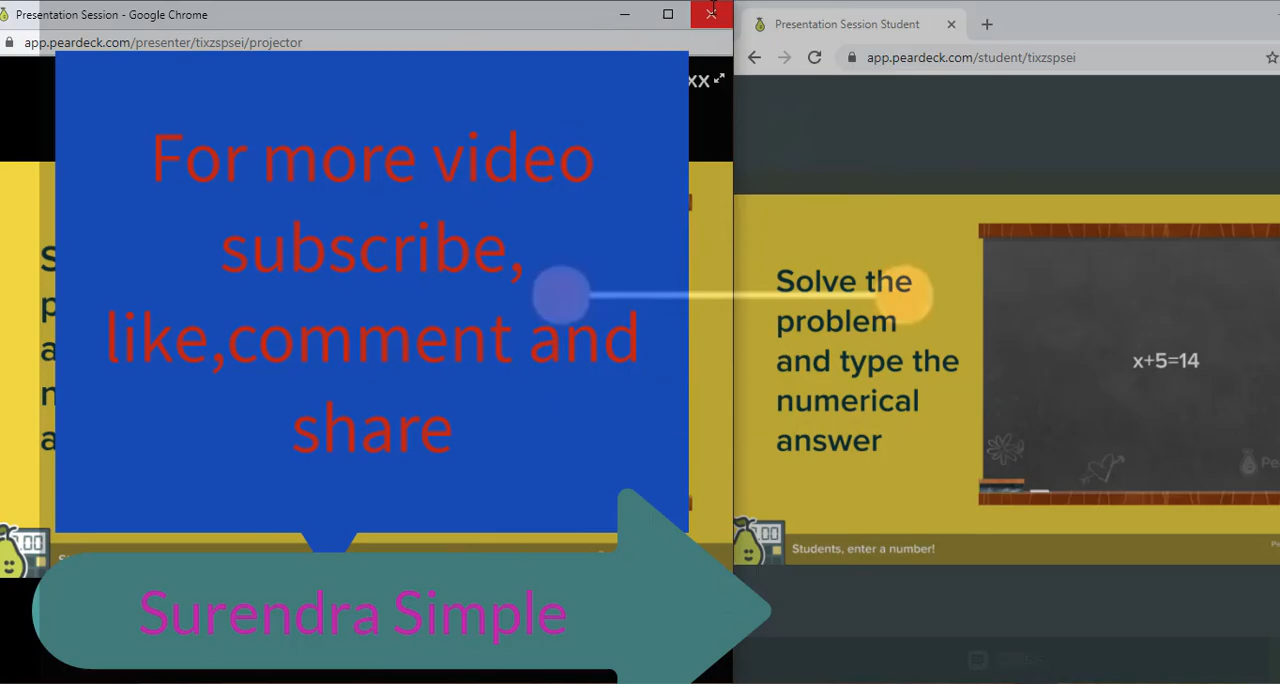 Presentation Session - Google Chrome
app.peardeck.com/presenter/tixzspsei/projector
xx
For more video
subscribe,
like,comment and
share
Surendra Simple
Presentation Session Student
app.peardeck.com/student/tixzspsei
Solve the
problem
and type the
numerical
answer
x+5=14
.00
Students, enter a number!